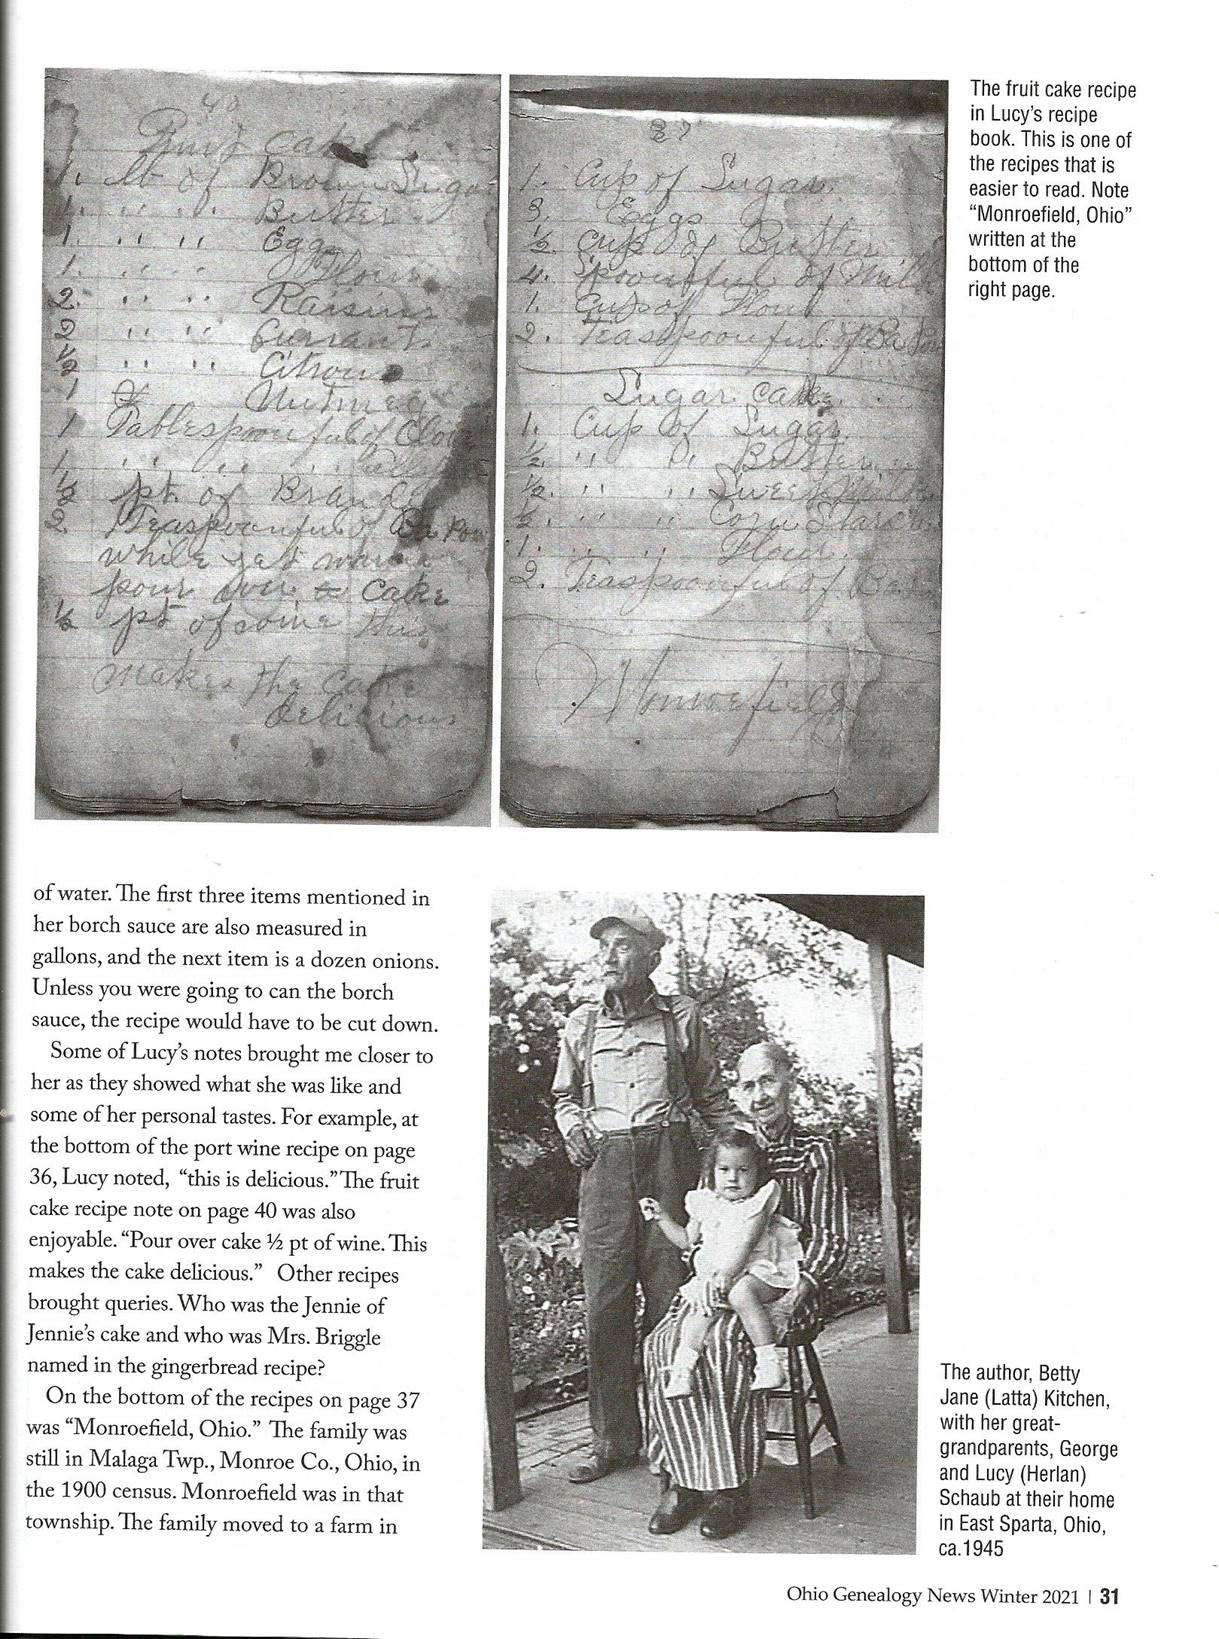 40
Fruit cake
1. lb of Brown Sugar
1. " " " Butter
1. " " " Eggs
1. " " " Flour
2. " " " Raisins
2 " " " Currants
½ " " " Citron
1 Nutmeg
1 Tablespoonful of Clove
1. " " "
½ pt. of Brandy
2. Teaspoonful of Ba Pow
while yet warm
pour over cake
½ pt of wine this
makes the cake
delicious
37
1. Cup of Sugar
3. Eggs
½ Cup of Butter
4. Spoonfful of Milk
1. Cup of Flour
2. Teaspoonful of Ba Pow
Sugar cake
1. Cup of Sugar
½. " " Butter
½. " " Sweet Milk
½. " " Corn Starch
1. " " Flour
2. Teaspoonful of Ba
Monroefield
The fruit cake recipe
in Lucy’s recipe
book. This is one of
the recipes that is
easier to read. Note
“Monroefield, Ohio”
written at the
bottom of the
right page.
of water. The first three items mentioned in
her borch sauce are also measured in
gallons, and the next item is a dozen onions.
Unless you were going to can the borch
sauce, the recipe would have to be cut down.
Some of Lucy’s notes brought me closer to
her as they showed what she was like and
some of her personal tastes. For example, at
the bottom of the port wine recipe on page
36, Lucy noted, “this is delicious.” The fruit
cake recipe note on page 40 was also
enjoyable. “Pour over cake ½ pt of wine. This
makes the cake delicious.” Other recipes
brought queries. Who was the Jennie of
Jennie’s cake and who was Mrs. Briggle
named in the gingerbread recipe?
On the bottom of the recipes on page 37
was “Monroefield, Ohio.” The family was
still in Malaga Twp., Monroe Co., Ohio, in
the 1900 census. Monroefield was in that
township. The family moved to a farm in
The author, Betty
Jane (Latta) Kitchen,
with her great-
grandparents, George
and Lucy (Herlan)
Schaub at their home
in East Sparta, Ohio,
ca.1945
Ohio Genealogy News Winter 2021 | 31